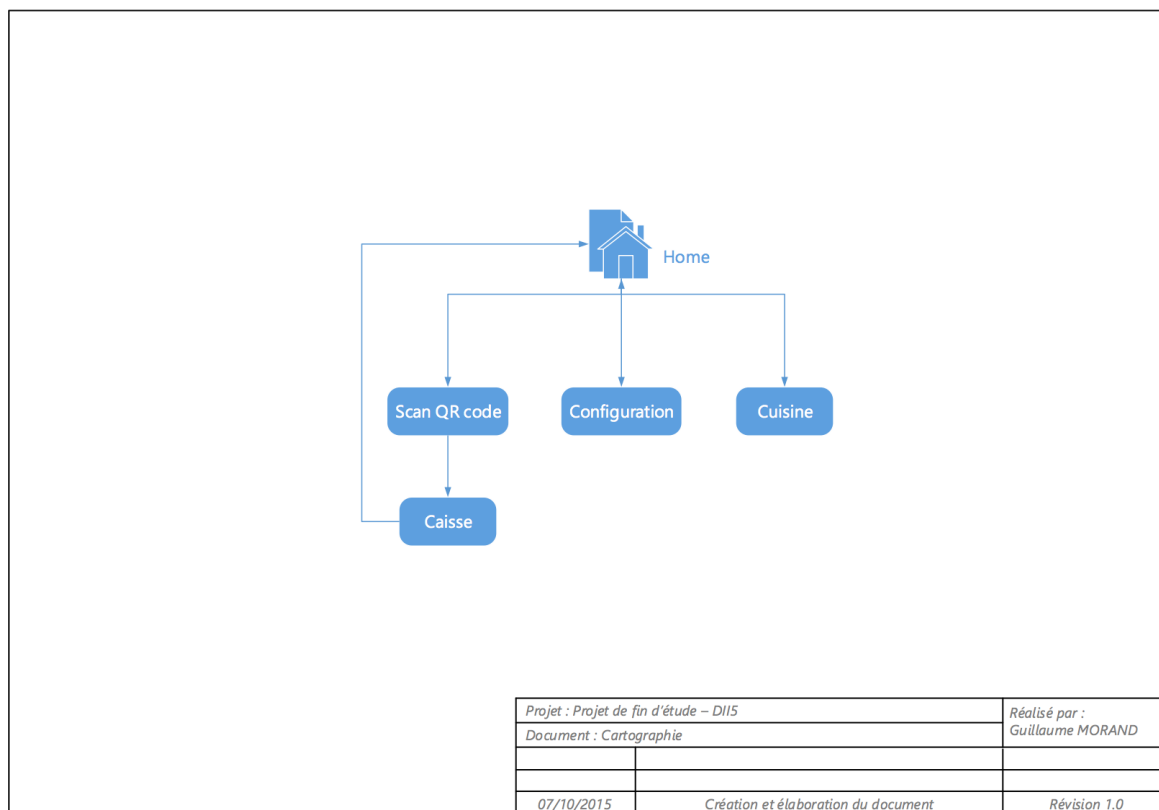 Home
Scan QR code
Configuration
Cuisine
Caisse
Projet : Projet de fin d'étude – DII5
Réalisé par :
Guillaume MORAND
Document : Cartographie
07/10/2015
Création et élaboration du document
Révision 1.0